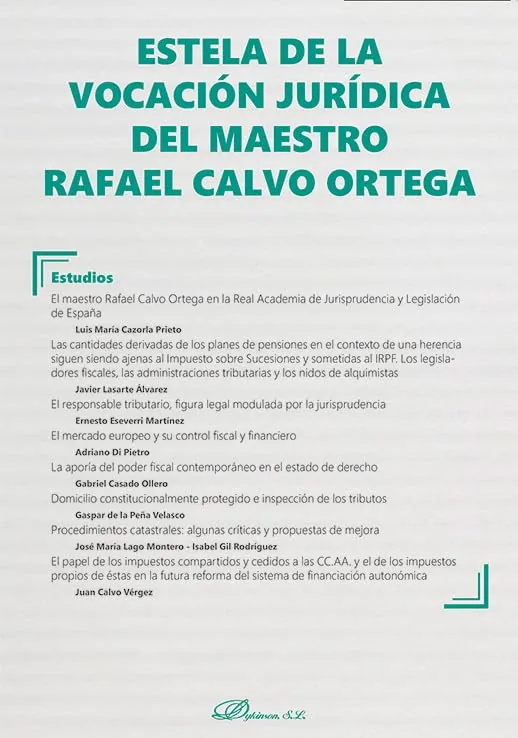 ESTELA DE LA
VOCACIÓN JURÍDICA
DEL MAESTRO
RAFAEL CALVO ORTEGA
Estudios
El maestro Rafael Calvo Ortega en la Real Academia de Jurisprudencia y Legislación
de España
Luis María Cazorla Prieto
Las cantidades derivadas de los planes de pensiones en el contexto de una herencia
siguen siendo ajenas al Impuesto sobre Sucesiones y sometidas al IRPF. Los legisla-
dores fiscales, las administraciones tributarias y los nidos de alquimistas
Javier Lasarte Álvarez
El responsable tributario, figura legal modulada por la jurisprudencia
Ernesto Eseverri Martínez
El mercado europeo y su control fiscal y financiero
Adriano Di Pietro
La aporía del poder fiscal contemporáneo en el estado de derecho
Gabriel Casado Ollero
Domicilio constitucionalmente protegido e inspección de los tributos
Gaspar de la Peña Velasco
Procedimientos catastrales: algunas críticas y propuestas de mejora
José María Lago Montero - Isabel Gil Rodríguez
El papel de los impuestos compartidos y cedidos a las CC.AA. y el de los impuestos
propios de éstas en la futura reforma del sistema de financiación autonómica
Juan Calvo Vérgez
Dykinson, S.L.